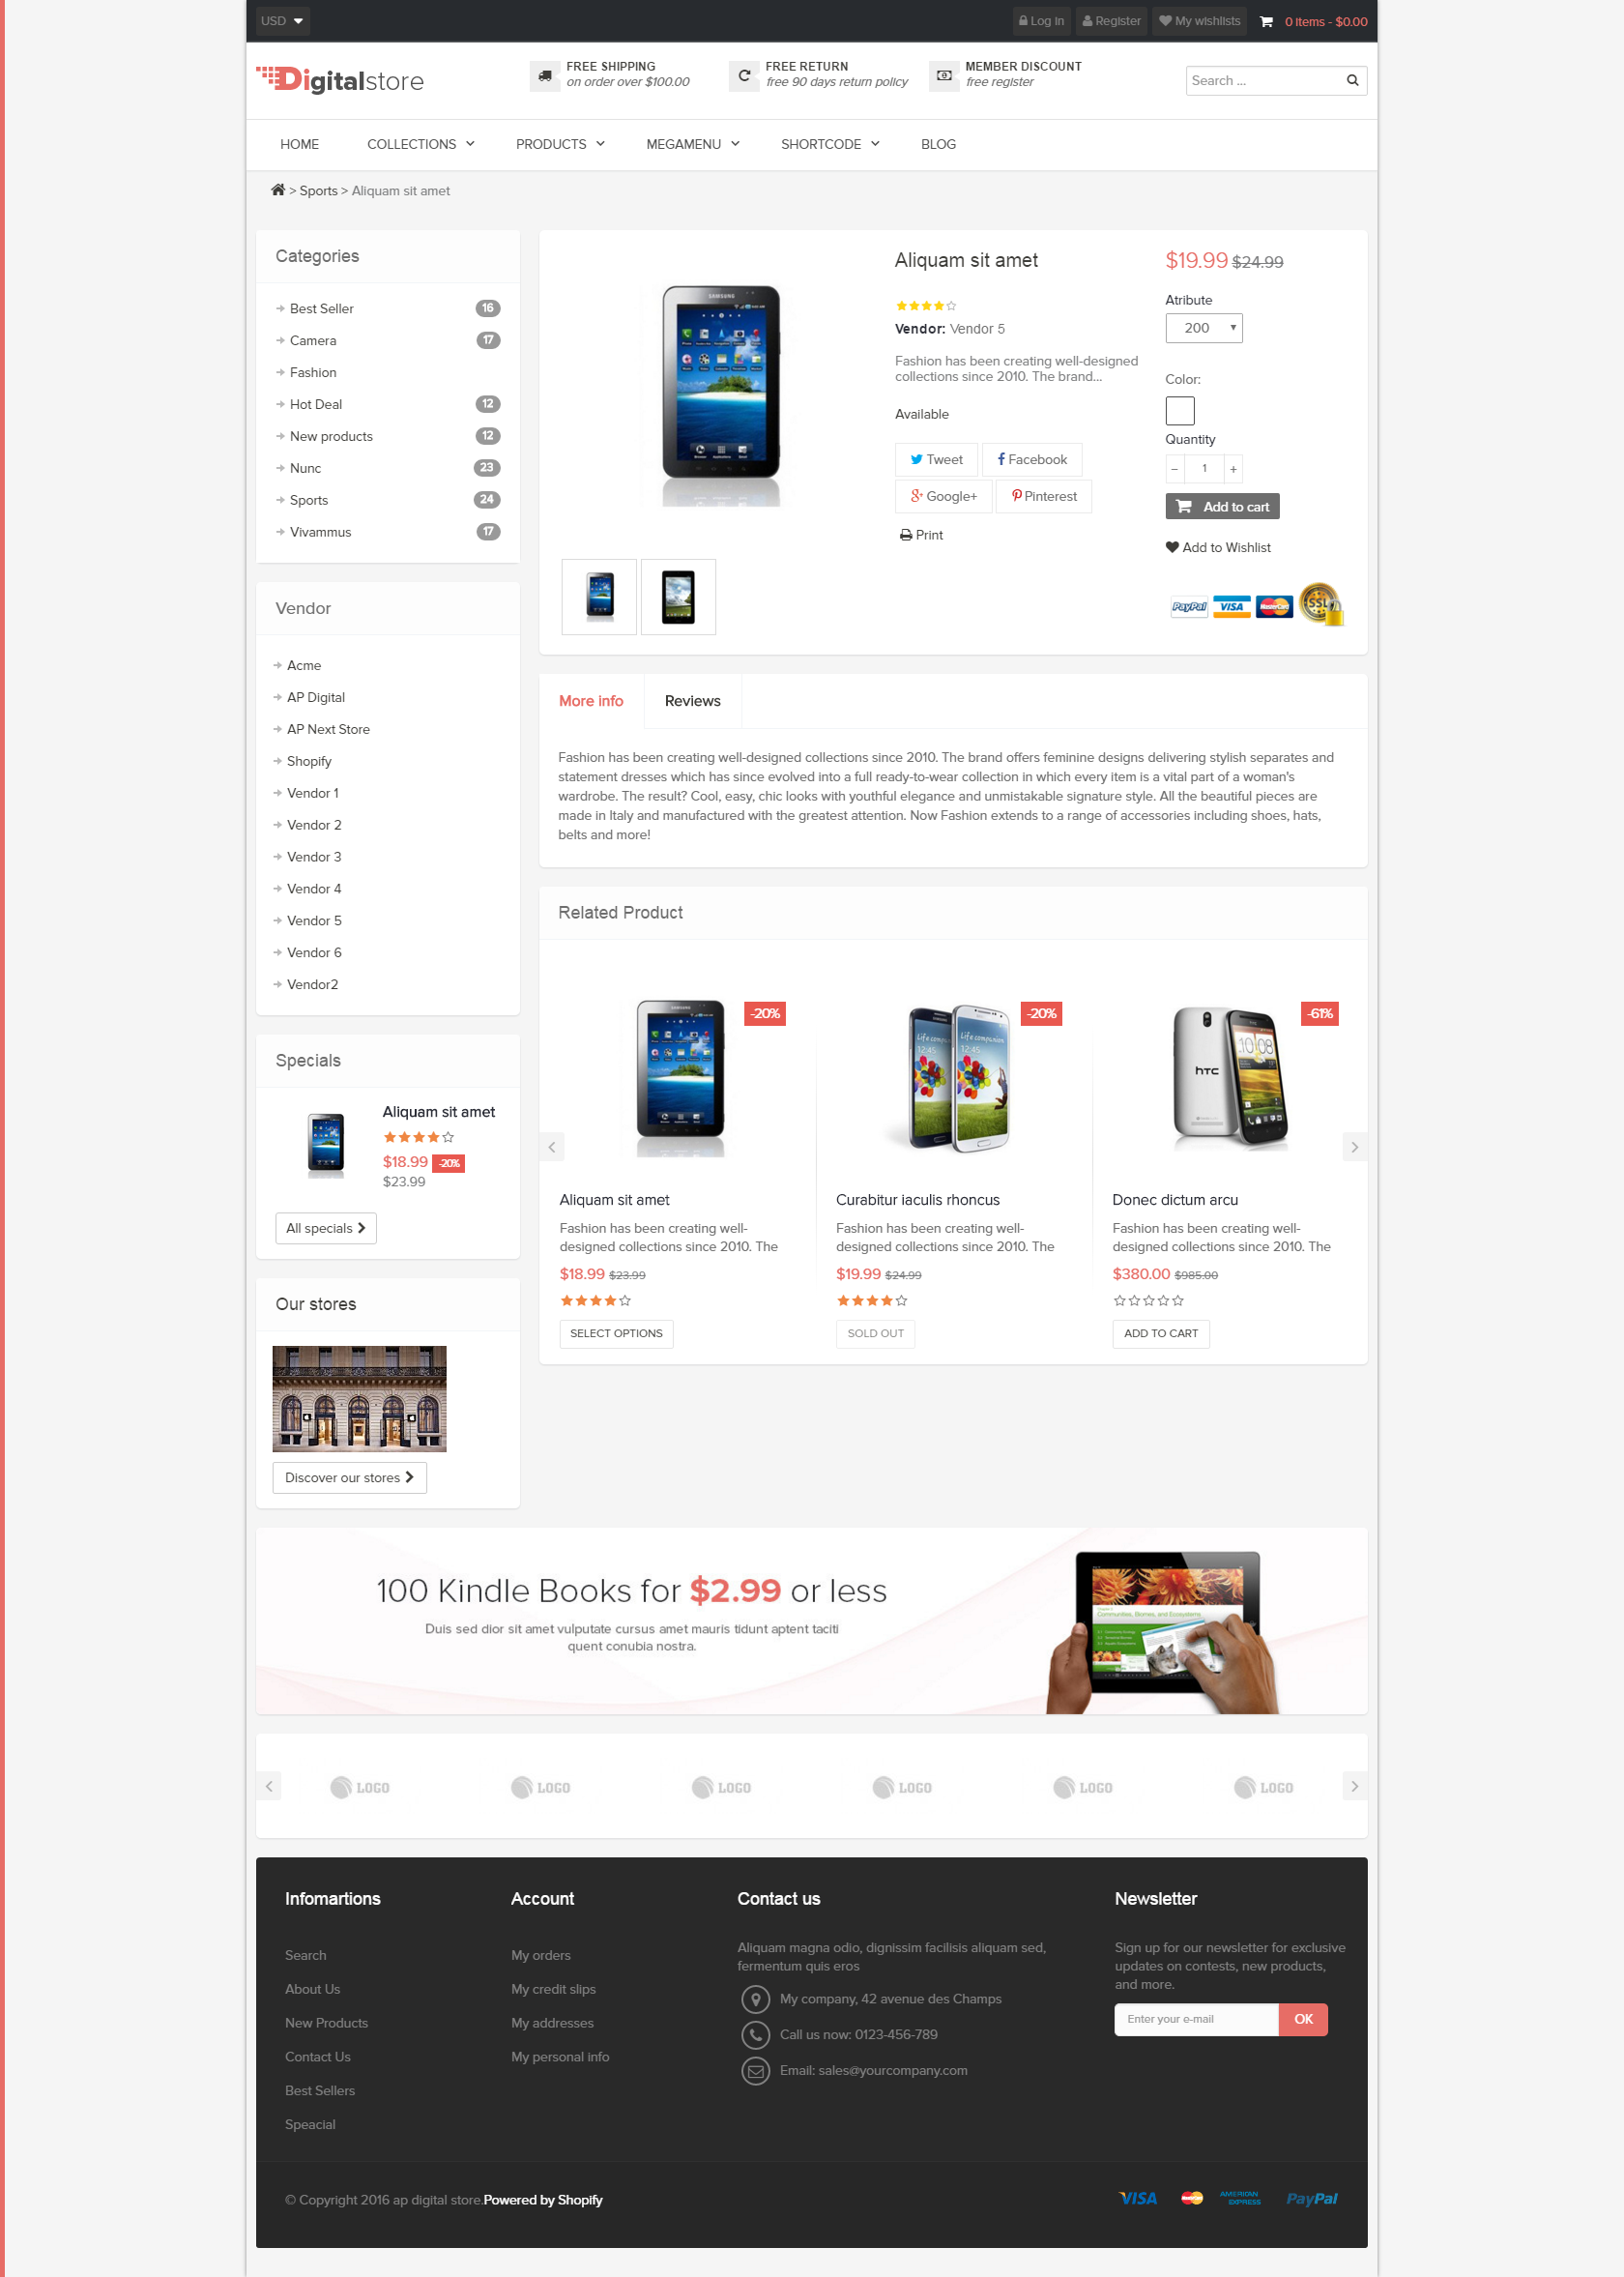 USD
Log in
Register
My wishlists
0 items - $0.00
Digitalstore
FREE SHIPPING
on order over $100.00
FREE RETURN
free 90 days return policy
MEMBER DISCOUNT
free register
Search ...
HOME
COLLECTIONS
PRODUCTS
MEGAMENU
SHORTCODE
BLOG
> Sports > Aliquam sit amet
Categories
Best Seller 16
Camera 17
Fashion
Hot Deal 12
New products 12
Nunc 23
Sports 24
Vivammus 17
Vendor
Acme
AP Digital
AP Next Store
Shopify
Vendor 1
Vendor 2
Vendor 3
Vendor 4
Vendor 5
Vendor 6
Vendor2
Specials
Aliquam sit amet
$18.99 -20%
$23.99
All specials
Our stores
Discover our stores
SAMSUNG
Aliquam sit amet
Vendor: Vendor 5
Fashion has been creating well-designed
collections since 2010. The brand...
Available
Tweet
Facebook
Google+
Pinterest
Print
$19.99 $24.99
Atribute
200
Color:
Quantity
− 1 +
Add to cart
Add to Wishlist
PayPal VISA MasterCard SSL
More info
Reviews
Fashion has been creating well-designed collections since 2010. The brand offers feminine designs delivering stylish separates and
statement dresses which has since evolved into a full ready-to-wear collection in which every item is a vital part of a woman's
wardrobe. The result? Cool, easy, chic looks with youthful elegance and unmistakable signature style. All the beautiful pieces are
made in Italy and manufactured with the greatest attention. Now Fashion extends to a range of accessories including shoes, hats,
belts and more!
Related Product
-20%
SAMSUNG
Aliquam sit amet
Fashion has been creating well-
designed collections since 2010. The
$18.99 $23.99
SELECT OPTIONS
-20%
Life companion
12:45
Life companion
12:45
Curabitur iaculis rhoncus
Fashion has been creating well-
designed collections since 2010. The
$19.99 $24.99
SOLD OUT
-61%
hTC
10:08
Donec dictum arcu
Fashion has been creating well-
designed collections since 2010. The
$380.00 $985.00
ADD TO CART
100 Kindle Books for $2.99 or less
Duis sed dior sit amet vulputate cursus amet mauris tidunt aptent taciti
quent conubia nostra.
Communities, Biomes, and Ecosystems
LOGO
LOGO
LOGO
LOGO
LOGO
LOGO
Infomartions
Search
About Us
New Products
Contact Us
Best Sellers
Speacial
Account
My orders
My credit slips
My addresses
My personal info
Contact us
Aliquam magna odio, dignissim facilisis aliquam sed,
fermentum quis eros
My company, 42 avenue des Champs
Call us now: 0123-456-789
Email: sales@yourcompany.com
Newsletter
Sign up for our newsletter for exclusive
updates on contests, new products,
and more.
Enter your e-mail
OK
© Copyright 2016 ap digital store.Powered by Shopify
VISA
MasterCard
AMERICAN
EXPRESS
PayPal